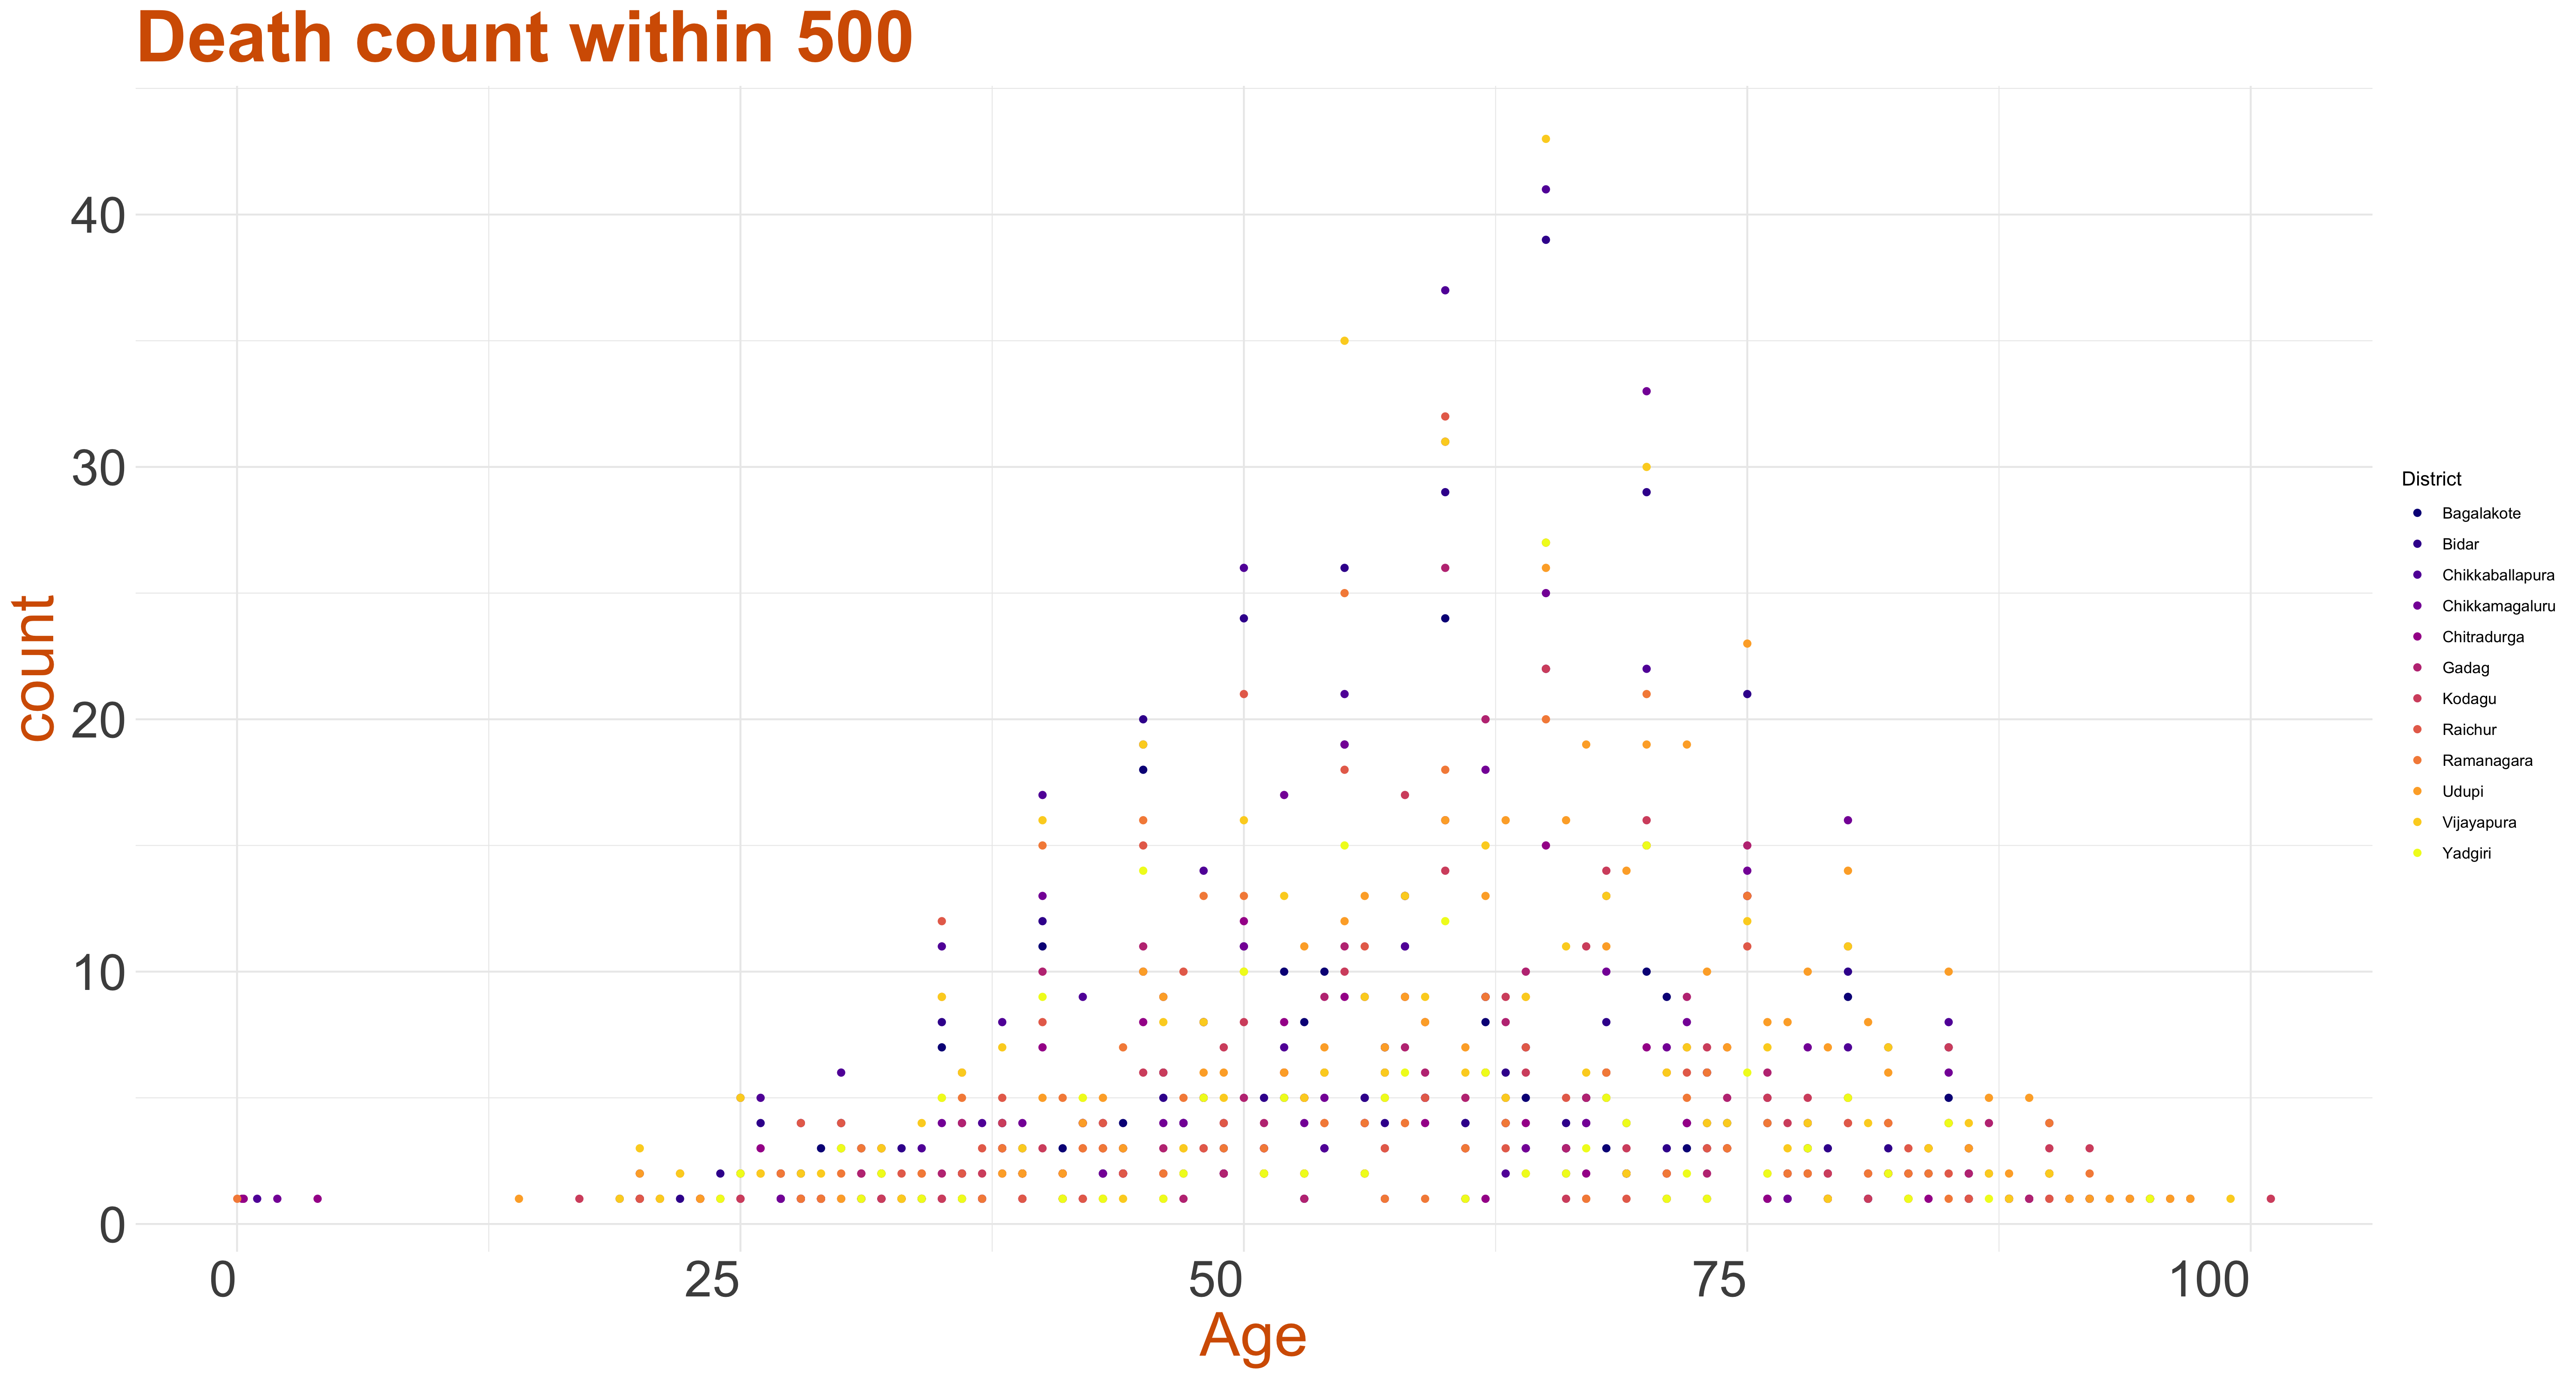 Death count within 500
count
40
30
20
10
0
0 25 50 75 100
Age
District
Bagalakote
Bidar
Chikkaballapura
Chikkamagaluru
Chitradurga
Gadag
Kodagu
Raichur
Ramanagara
Udupi
Vijayapura
Yadgiri